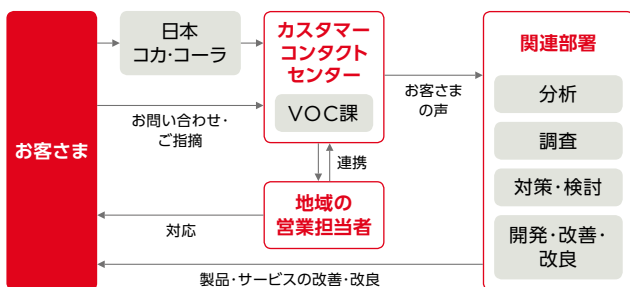 お客さま
日本
コカ・コーラ
お問い合わせ・
ご指摘
カスタマー
コンタクト
センター
VOC課
連携
地域の
営業担当者
対応
お客さま
の声
関連部署
分析
調査
対策・検討
開発・改善・
改良
製品・サービスの改善・改良